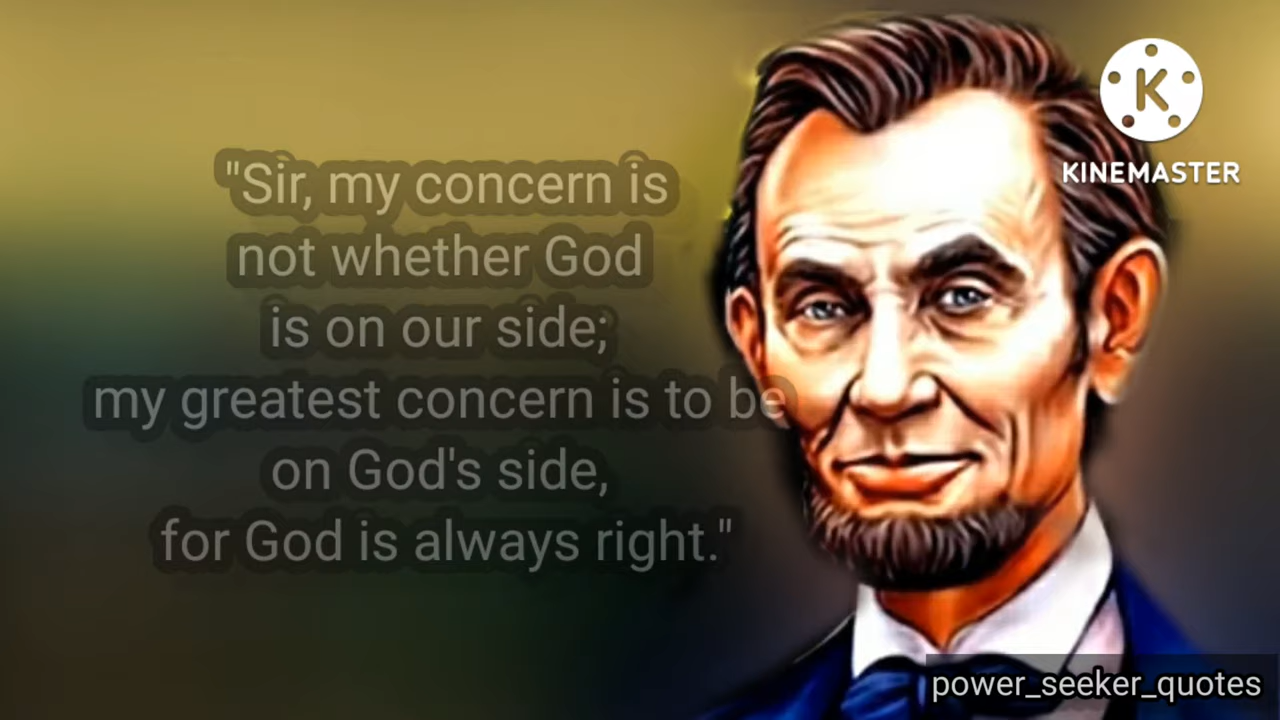 "Sir, my concern is
not whether God
is on our side;
my greatest concern is to be
on God's side,
for God is always right."
K
KINEMASTER
power_seeker_quotes